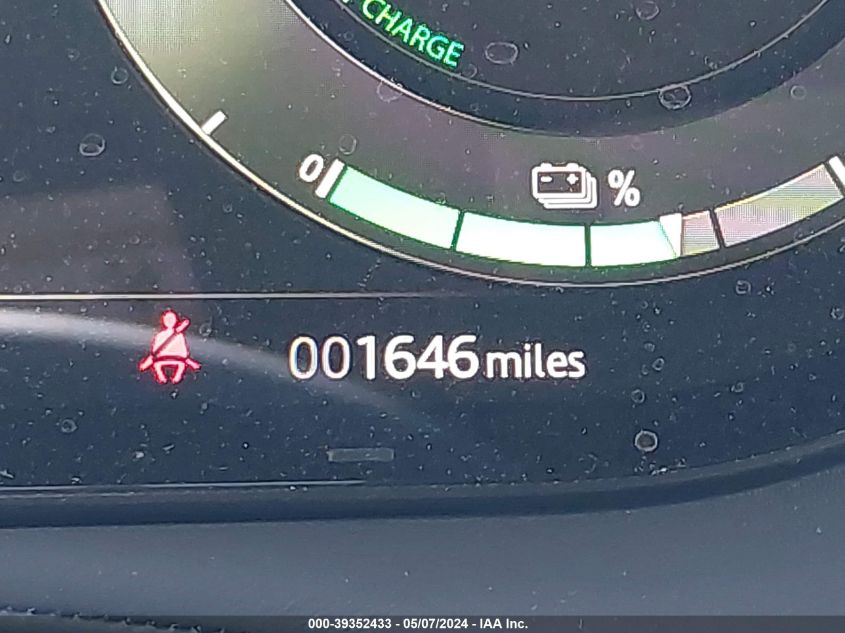 CHARGE
0
%
001646 miles
000-39352433 - 05/07/2024 - IAA Inc.